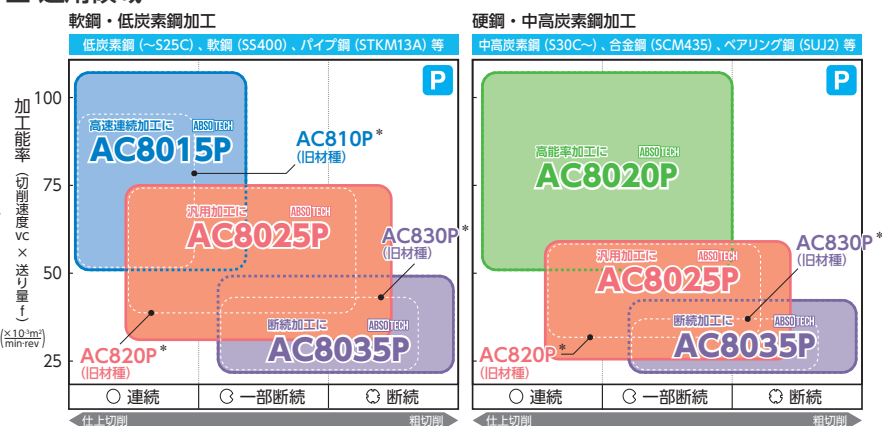 軟鋼・低炭素鋼加工
低炭素鋼（～S25C）、軟鋼（SS400）、パイプ鋼（STKM13A）等
P
加工能率（切削速度vc×送り量f）
(×10⁻³m²/min·rev)
100
75
50
25
高速連続加工に ABSOTECH
AC8015P
AC810P*
（旧材種）
汎用加工に ABSOTECH
AC8025P
AC830P*
（旧材種）
断続加工に ABSOTECH
AC8035P
AC820P*
（旧材種）
連続
一部断続
断続
仕上切削
粗切削
硬鋼・中高炭素鋼加工
中高炭素鋼（S30C～）、合金鋼（SCM435）、ベアリング鋼（SUJ2）等
P
高能率加工に ABSOTECH
AC8020P
AC830P*
（旧材種）
汎用加工に ABSOTECH
AC8025P
断続加工に ABSOTECH
AC8035P
AC820P*
（旧材種）
連続
一部断続
断続
仕上切削
粗切削